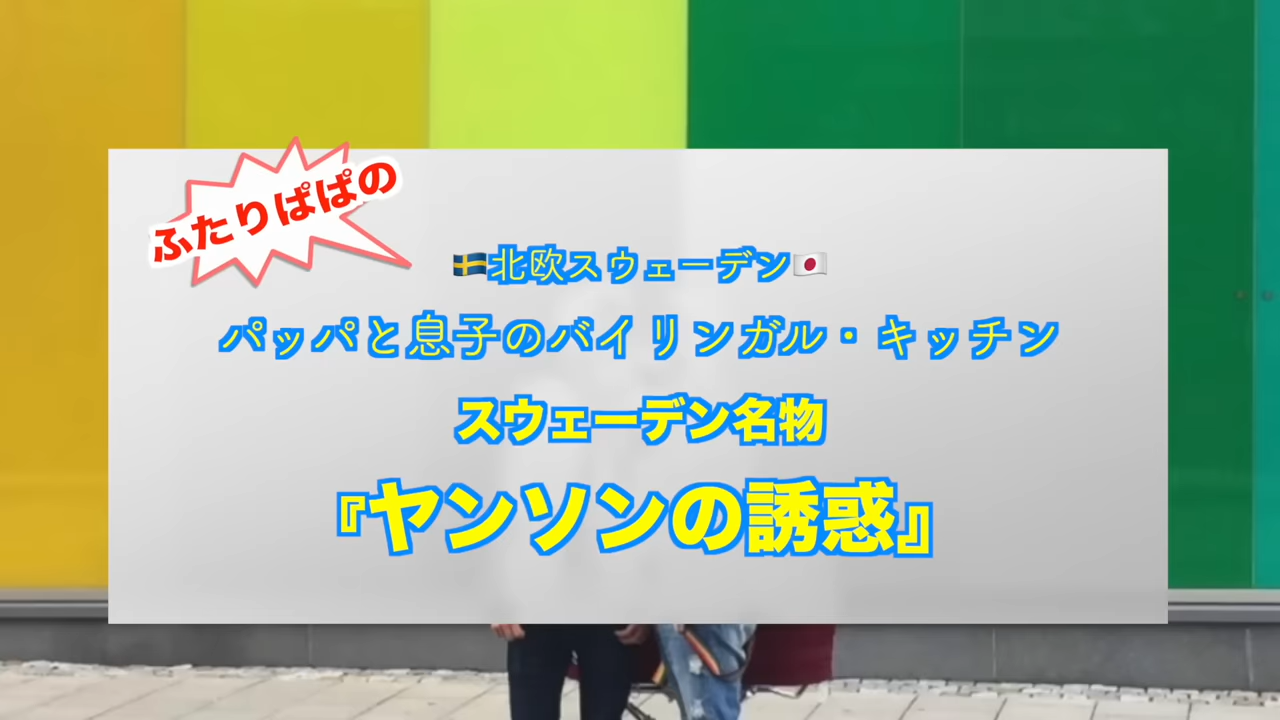 ふたりぱぱの
🇸🇪北欧スウェーデン🇯🇵
パッパと息子のバイリンガル・キッチン
スウェーデン名物
『ヤンソンの誘惑』